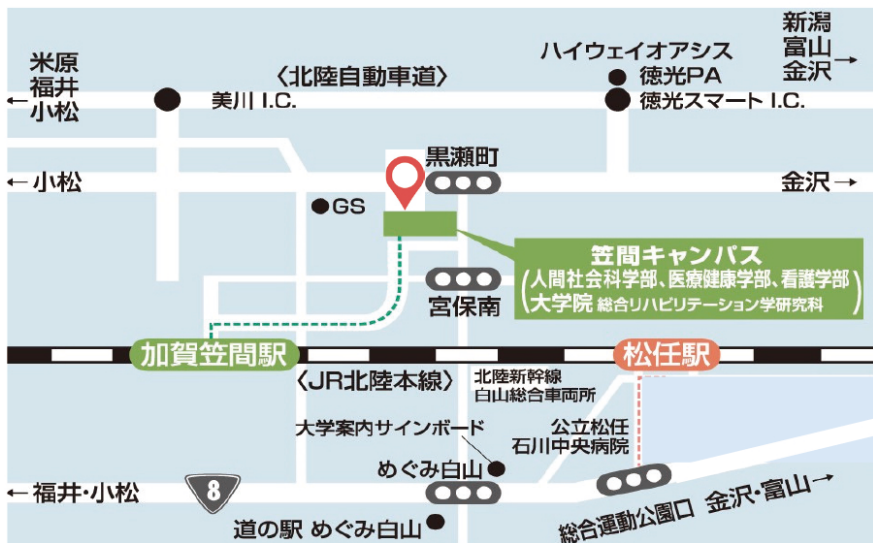 新潟
富山
金沢
→
米原
福井
小松
←
〈北陸自動車道〉
美川 I.C.
ハイウェイオアシス
徳光PA
徳光スマート I.C.
黒瀬町
←小松
金沢→
GS
笠間キャンパス
(人間社会科学部、医療健康学部、看護学部
大学院 総合リハビリテーション学研究科)
宮保南
加賀笠間駅
松任駅
〈JR北陸本線〉
北陸新幹線
白山総合車両所
大学案内サインボード
公立松任
石川中央病院
めぐみ白山
←福井・小松
8
道の駅 めぐみ白山
総合運動公園口
金沢・富山→